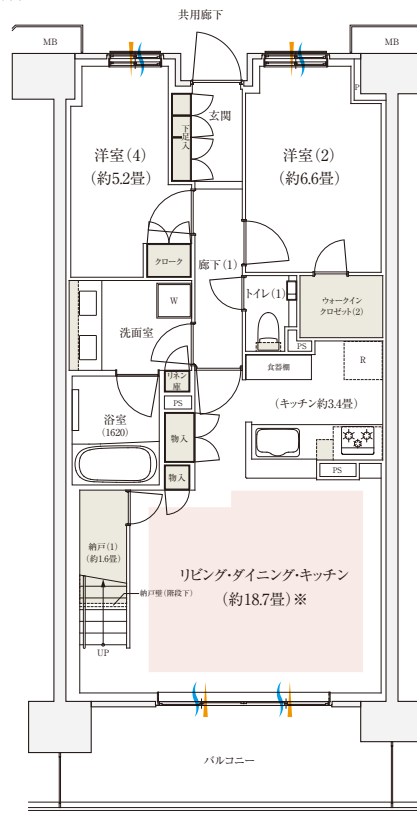 共用廊下
MB
MB
玄関
P
下足入
洋室(4)
(約5.2畳)
洋室(2)
(約6.6畳)
クローク
廊下(1)
トイレ(1)
ウォークイン
クロゼット(2)
W
洗面室
PS
食器棚
R
リネン
庫
PS
(キッチン約3.4畳)
浴室
(1620)
物入
物入
PS
納戸(1)
(約1.6畳)
リビング・ダイニング・キッチン
(約18.7畳)※
納戸壁(階段下)
UP
バルコニー